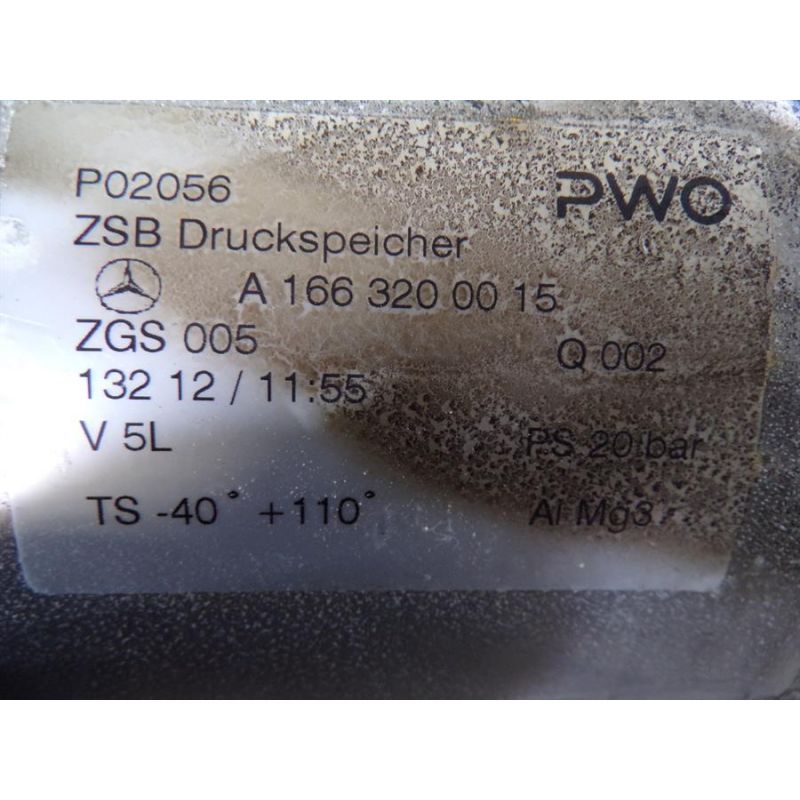 P02056
PWO
ZSB Druckspeicher
A 166 320 00 15
ZGS 005
Q 002
132 12 / 11:55
V 5L
PS 20 bar
TS -40° +110°
Al Mg3